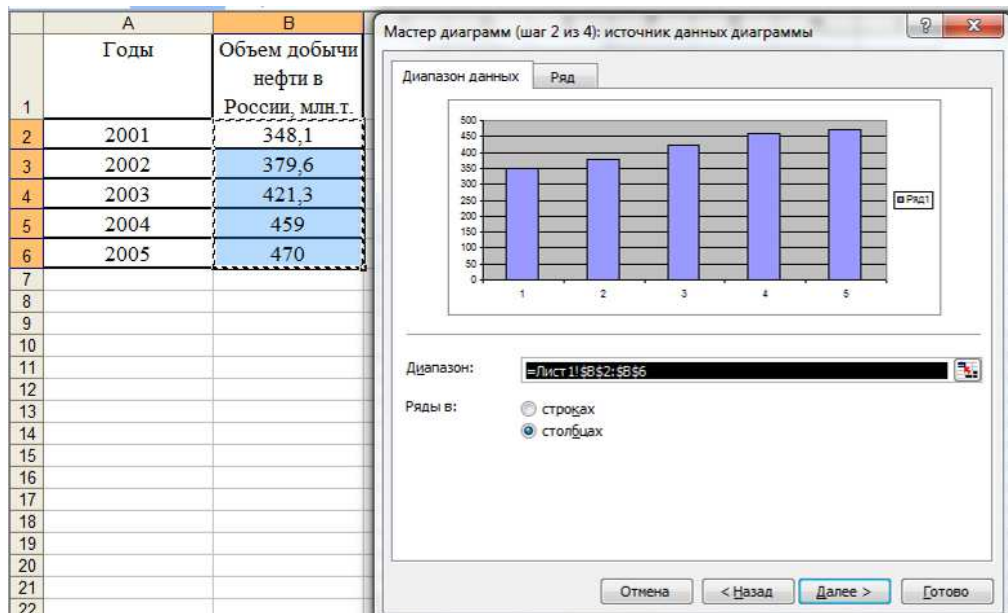 A B
Годы Объем добычи
нефти в
1 России, млн.т.
2 2001 348,1
3 2002 379,6
4 2003 421,3
5 2004 459
6 2005 470
7
8
9
10
11
12
13
14
15
16
17
18
19
20
21
22
Мастер диаграмм (шаг 2 из 4): источник данных диаграммы ? X
Диапазон данных Ряд
500
450
400
350
300
250
200
150
100
50
0
1 2 3 4 5
Ряд1
Диапазон: =Лист1!$B$2:$B$6
Ряды в: строках
столбцах
Отмена < Назад Далее > Готово